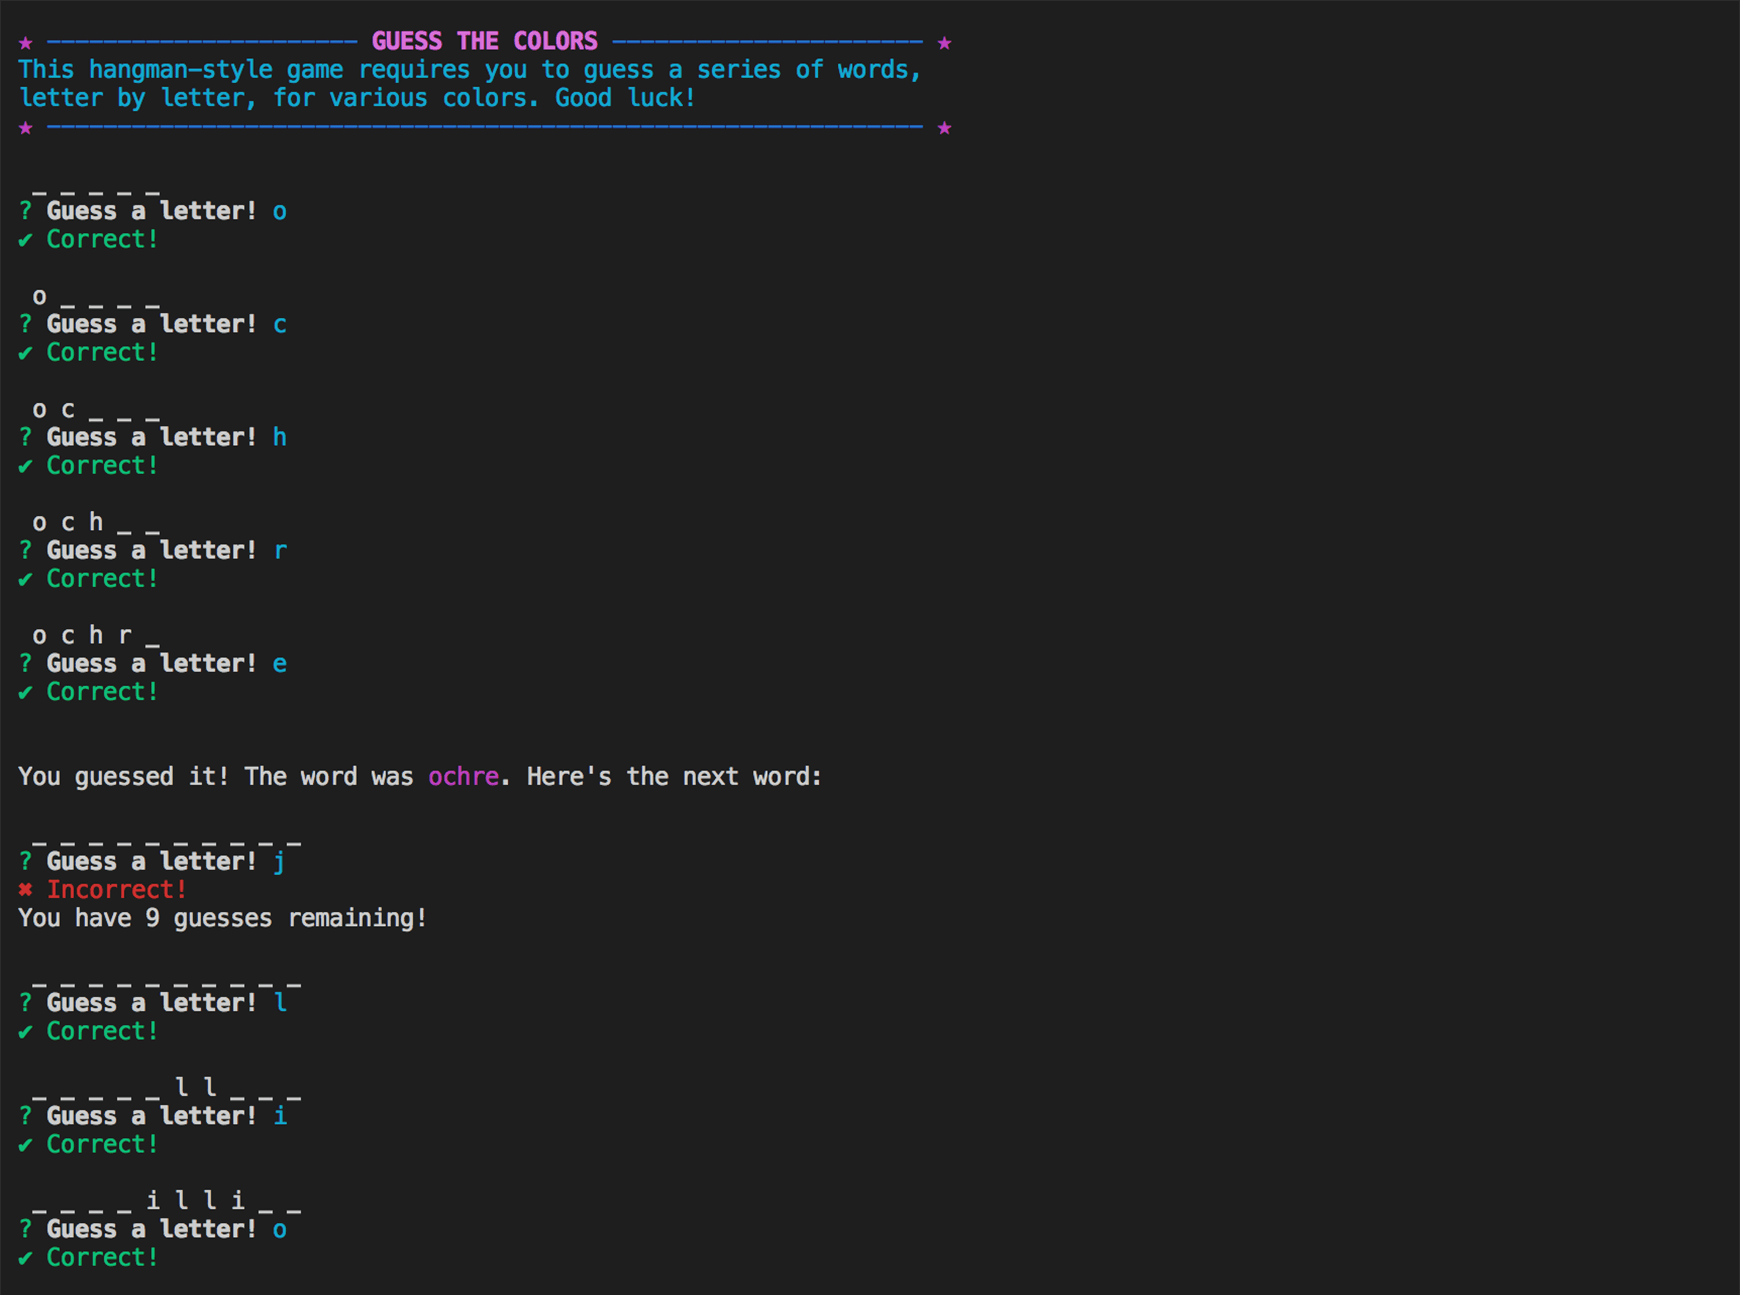 ★ ────────────────────── GUESS THE COLORS ────────────────────── ★
This hangman-style game requires you to guess a series of words,
letter by letter, for various colors. Good luck!
★ ────────────────────────────────────────────────────────────── ★
_ _ _ _ _
? Guess a letter! o
✔ Correct!
o _ _ _ _
? Guess a letter! c
✔ Correct!
o c _ _ _
? Guess a letter! h
✔ Correct!
o c h _ _
? Guess a letter! r
✔ Correct!
o c h r _
? Guess a letter! e
✔ Correct!
You guessed it! The word was ochre. Here's the next word:
_ _ _ _ _ _ _ _ _ _
? Guess a letter! j
✖ Incorrect!
You have 9 guesses remaining!
_ _ _ _ _ _ _ _ _ _
? Guess a letter! l
✔ Correct!
_ _ _ _ _ l l _ _ _
? Guess a letter! i
✔ Correct!
_ _ _ _ i l l i _ _
? Guess a letter! o
✔ Correct!